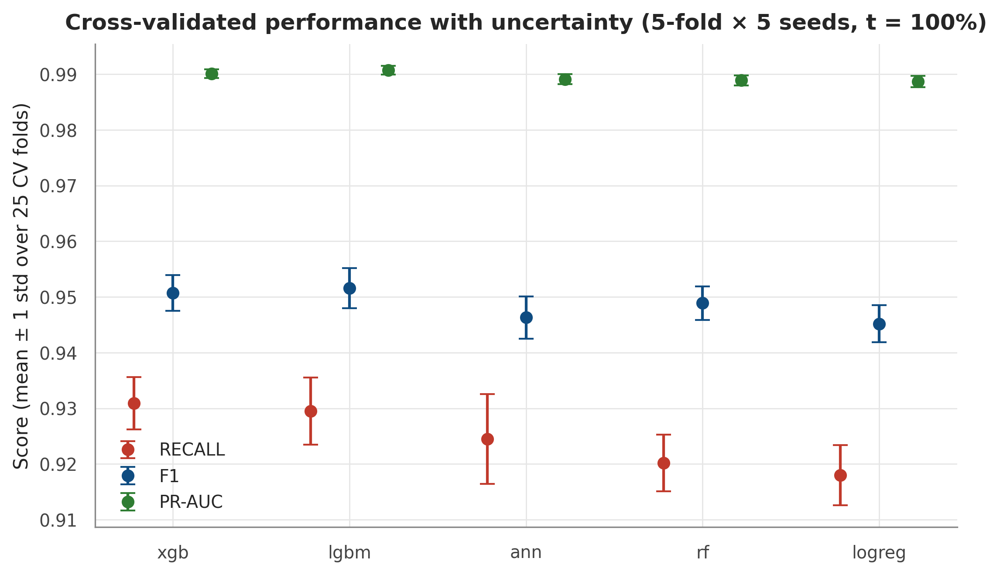 Cross-validated performance with uncertainty (5-fold × 5 seeds, t = 100%)
Score (mean ± 1 std over 25 CV folds)
0.99
0.98
0.97
0.96
0.95
0.94
0.93
0.92
0.91
RECALL
F1
PR-AUC
xgb
lgbm
ann
rf
logreg